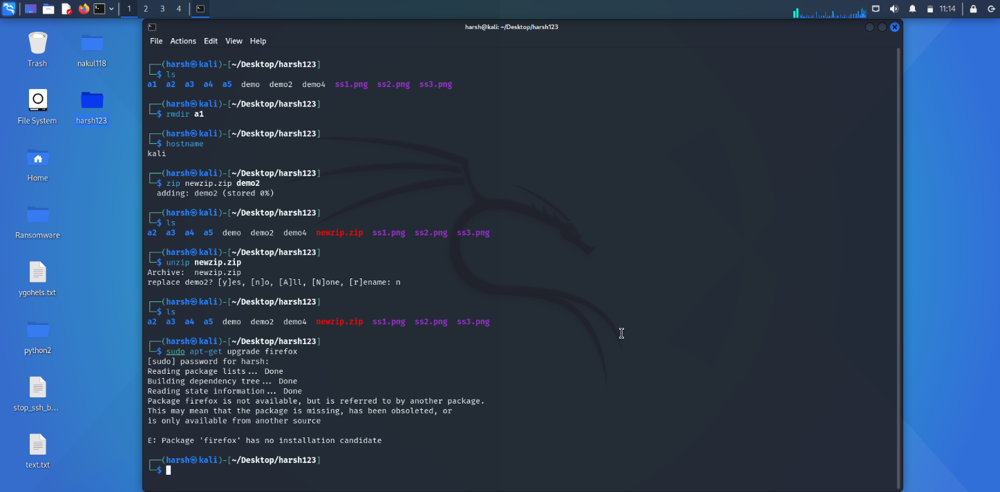 1 2 3 4 11:14
harsh@kali: ~/Desktop/harsh123
File Actions Edit View Help
Trash
nakul118
File System
harsh123
Home
Ransomware
ygohels.txt
python2
stop_ssh_b...
text.txt
┌──(harsh㉿kali)-[~/Desktop/harsh123]
└─$ ls
a1 a2 a3 a4 a5 demo demo2 demo4 ss1.png ss2.png ss3.png
┌──(harsh㉿kali)-[~/Desktop/harsh123]
└─$ rmdir a1
┌──(harsh㉿kali)-[~/Desktop/harsh123]
└─$ hostname
kali
┌──(harsh㉿kali)-[~/Desktop/harsh123]
└─$ zip newzip.zip demo2
adding: demo2 (stored 0%)
┌──(harsh㉿kali)-[~/Desktop/harsh123]
└─$ ls
a2 a3 a4 a5 demo demo2 demo4 newzip.zip ss1.png ss2.png ss3.png
┌──(harsh㉿kali)-[~/Desktop/harsh123]
└─$ unzip newzip.zip
Archive: newzip.zip
replace demo2? [y]es, [n]o, [A]ll, [N]one, [r]ename: n
┌──(harsh㉿kali)-[~/Desktop/harsh123]
└─$ ls
a2 a3 a4 a5 demo demo2 demo4 newzip.zip ss1.png ss2.png ss3.png
┌──(harsh㉿kali)-[~/Desktop/harsh123]
└─$ sudo apt-get upgrade firefox
[sudo] password for harsh:
Reading package lists... Done
Building dependency tree... Done
Reading state information... Done
Package firefox is not available, but is referred to by another package.
This may mean that the package is missing, has been obsoleted, or
is only available from another source
E: Package 'firefox' has no installation candidate
┌──(harsh㉿kali)-[~/Desktop/harsh123]
└─$